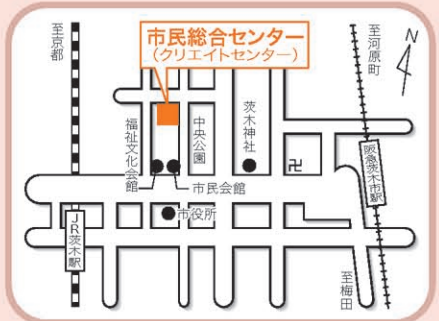 市民総合センター
(クリエイトセンター)
至京都
至河原町
N
福祉文化会館
中央公園
茨木神社
卍
市民会館
市役所
JR茨木駅
阪急茨木市駅
至梅田